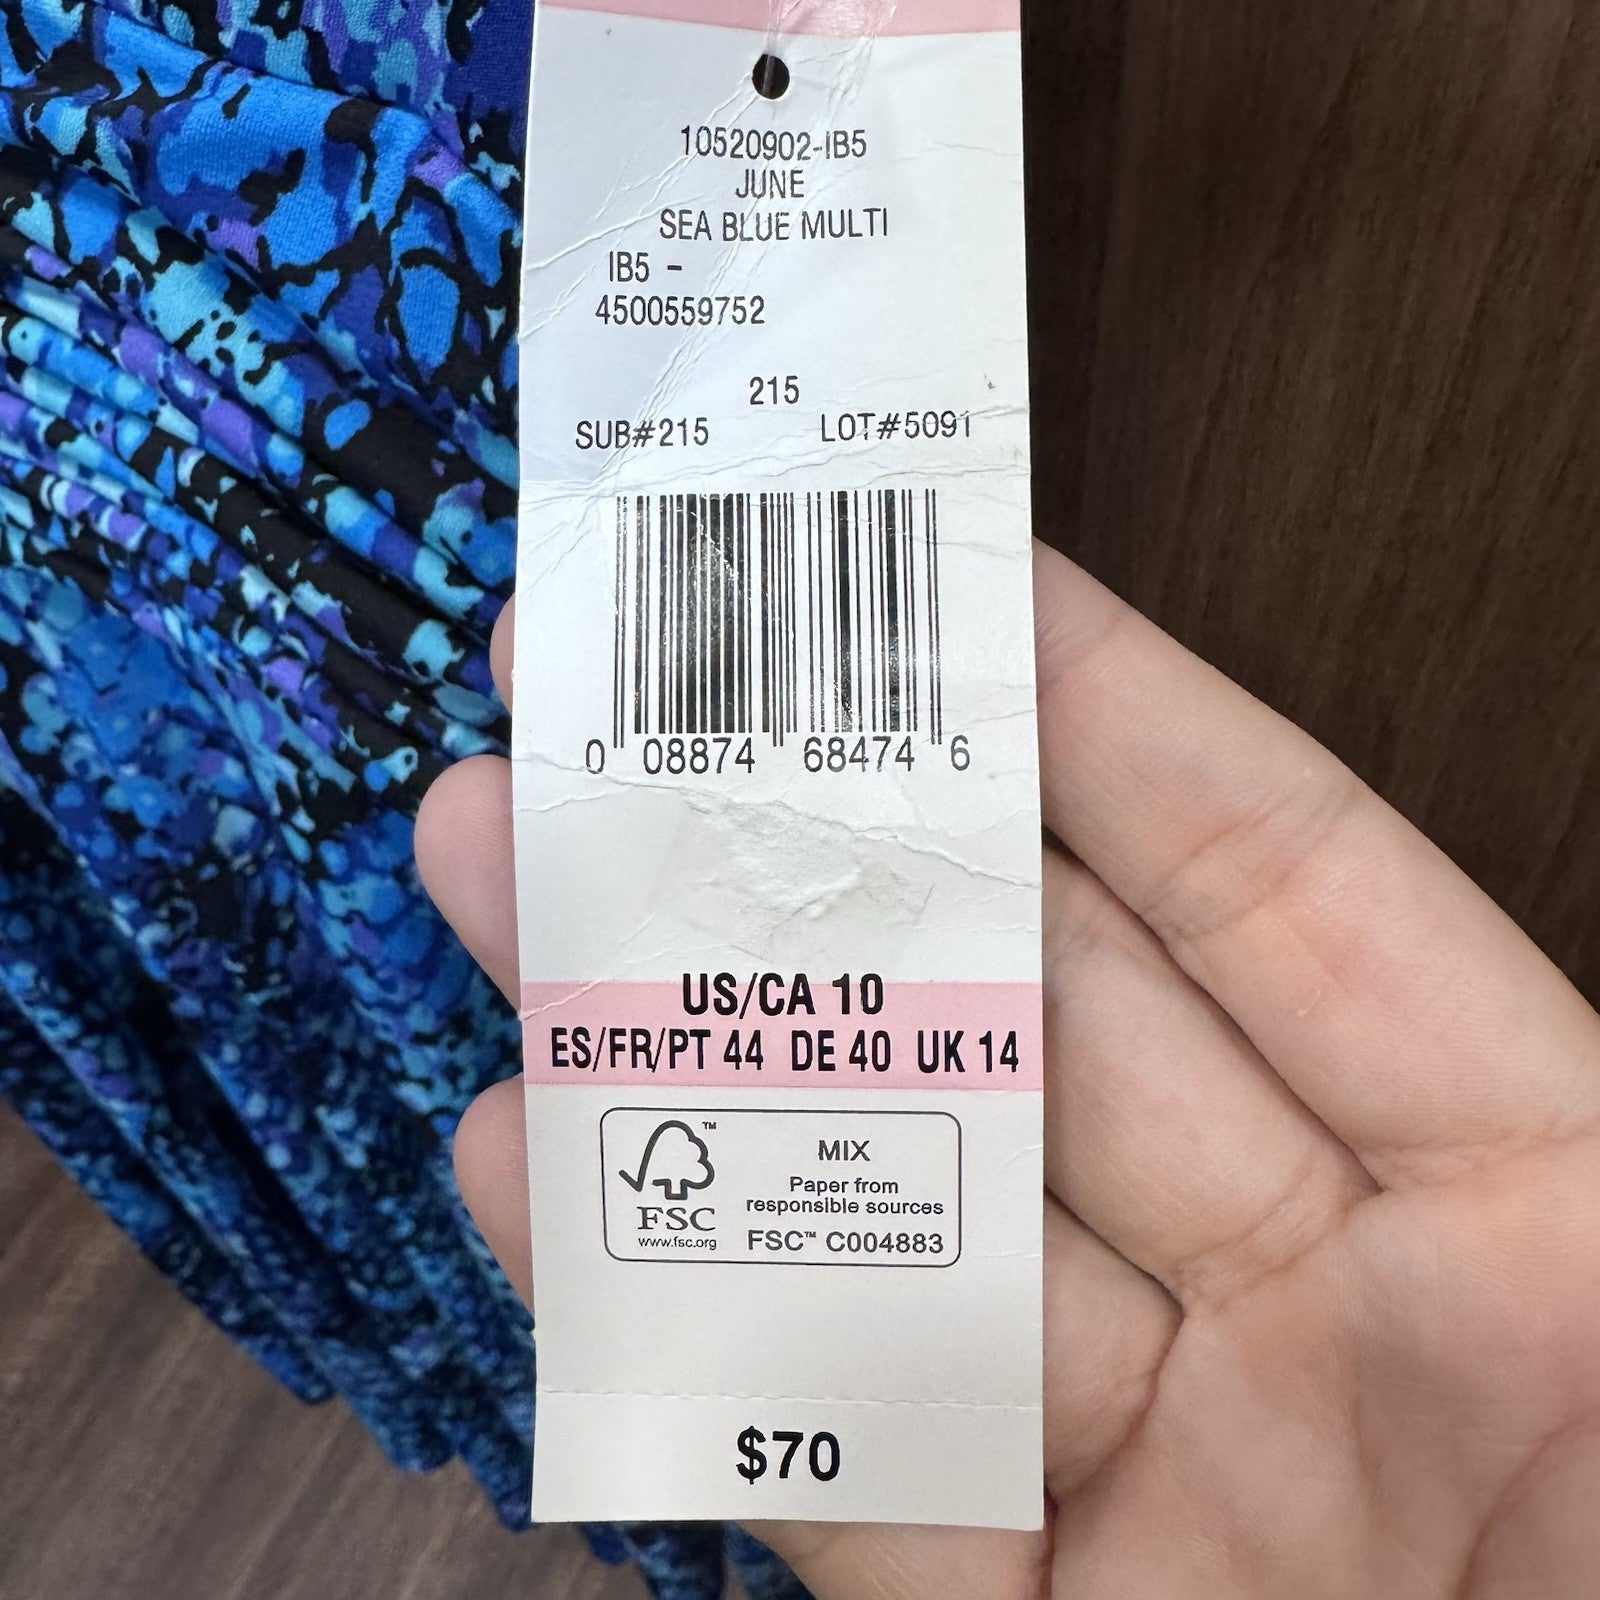 10520902-IB5
JUNE
SEA BLUE MULTI
IB5 -
4500559752
215
SUB#215 LOT#5091
0 08874 68474 6
US/CA 10
ES/FR/PT 44 DE 40 UK 14
™
FSC
www.fsc.org
MIX
Paper from
responsible sources
FSC™ C004883
$70